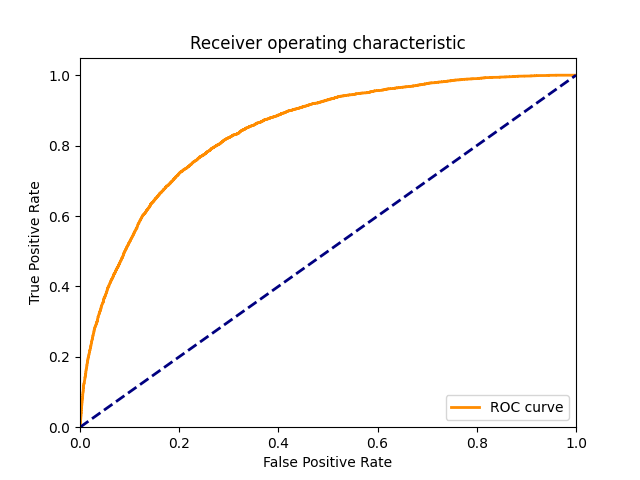 Receiver operating characteristic
True Positive Rate
1.0
0.8
0.6
0.4
0.2
0.0
0.0 0.2 0.4 0.6 0.8 1.0
False Positive Rate
ROC curve